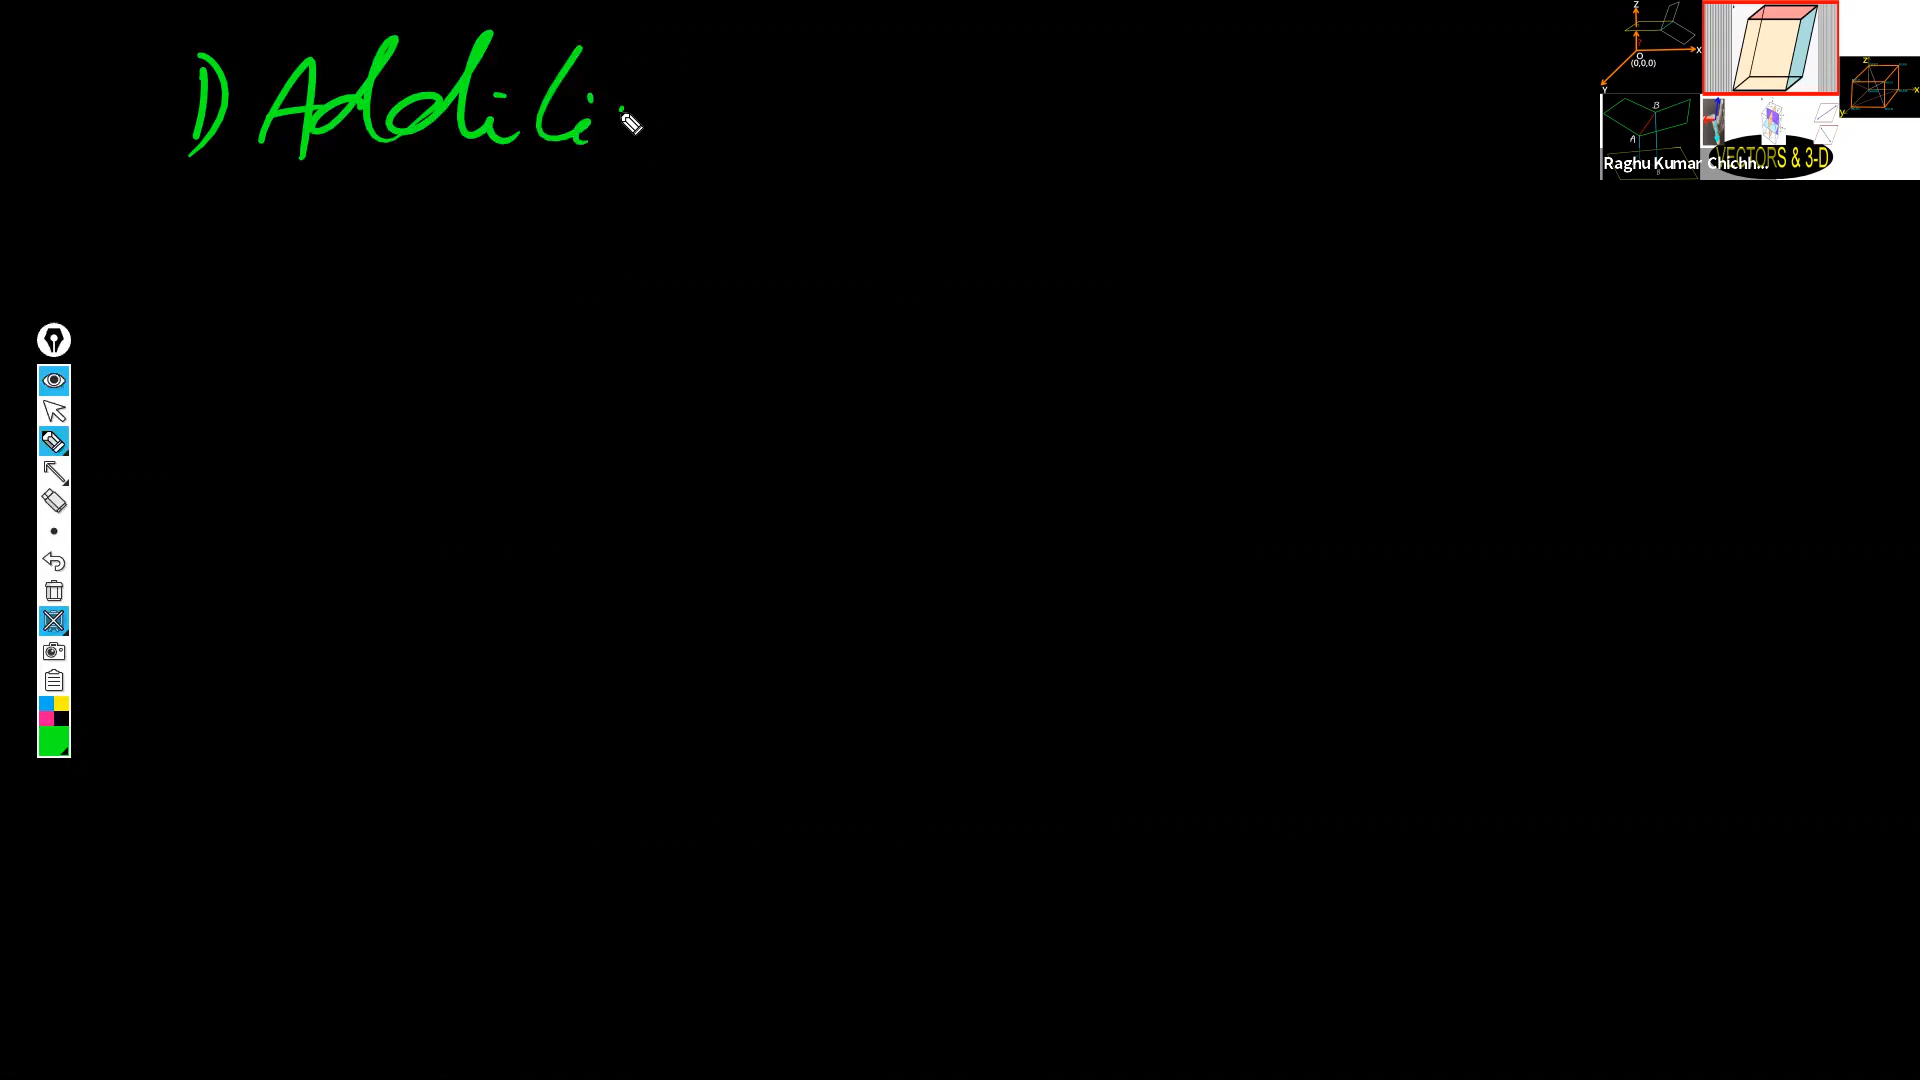 1) Additi
Z
X
O
(0,0,0)
Y
B
A
Z
X
y
VECTORS & 3-D
Raghu Kumar Chichh...